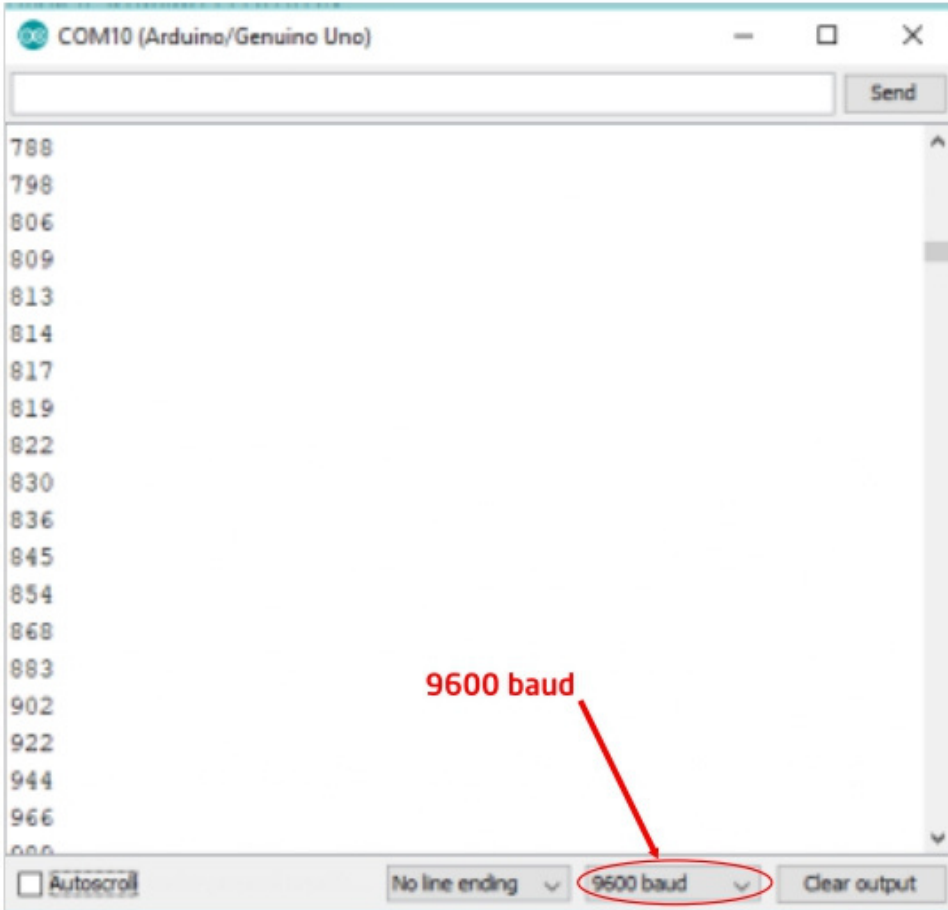 COM10 (Arduino/Genuino Uno)
Send
788
798
806
809
813
814
817
819
822
830
836
845
854
868
883
902
922
944
966
9600 baud
Autoscroll
No line ending
9600 baud
Clear output